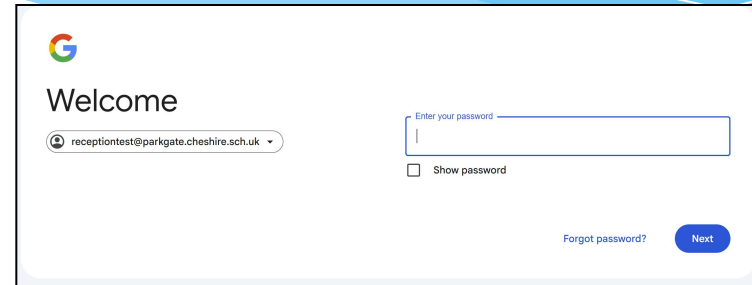 Welcome
receptiontest@parkgate.cheshire.sch.uk
Enter your password
Show password
Forgot password?
Next